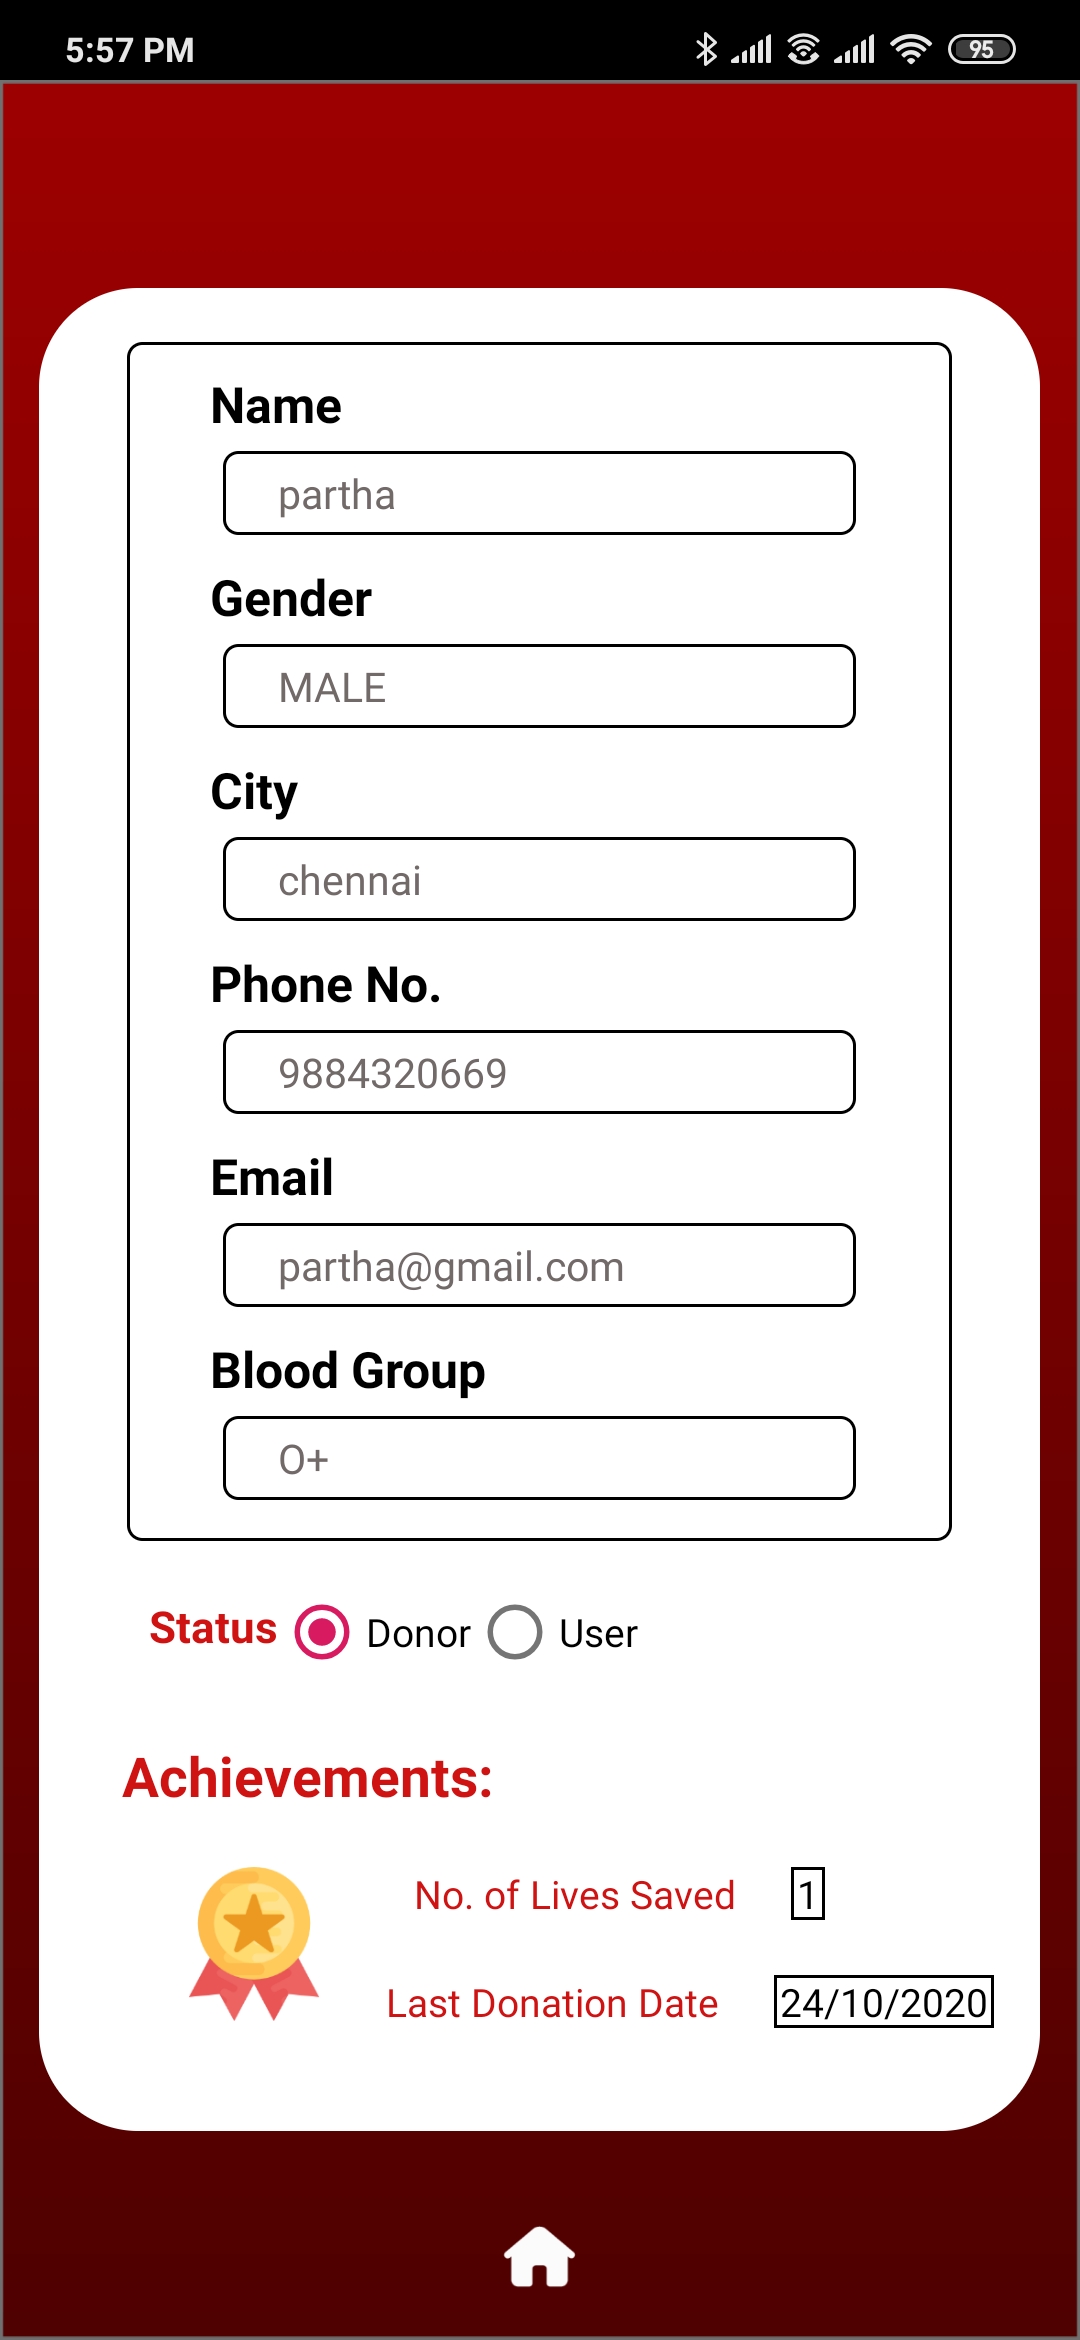 5:57 PM
95
Name
partha
Gender
MALE
City
chennai
Phone No.
9884320669
Email
partha@gmail.com
Blood Group
O+
Status Donor User
Achievements:
No. of Lives Saved 1
Last Donation Date 24/10/2020